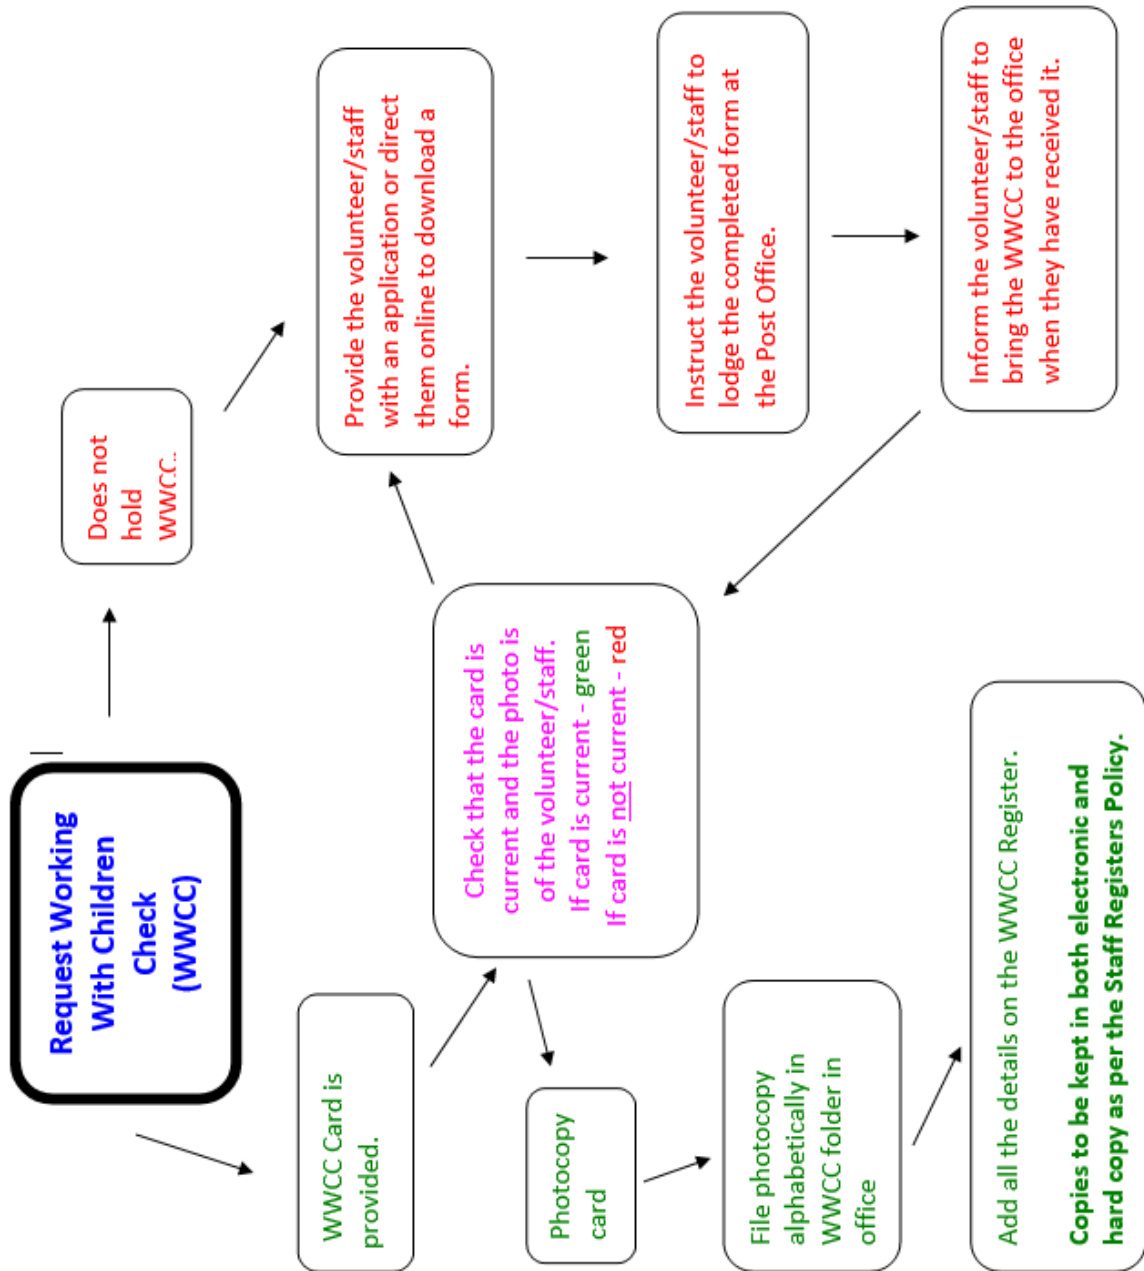 Request Working
With Children
Check
(WWCC)
Does not
hold
WWCC.
WWCC Card is
provided.
Check that the card is
current and the photo is
of the volunteer/staff.
If card is current - green
If card is not current - red
Provide the volunteer/staff
with an application or direct
them online to download a
form.
Photocopy
card
Instruct the volunteer/staff to
lodge the completed form at
the Post Office.
File photocopy
alphabetically in
WWCC folder in
office
Inform the volunteer/staff to
bring the WWCC to the office
when they have received it.
Add all the details on the WWCC Register.
Copies to be kept in both electronic and
hard copy as per the Staff Registers Policy.